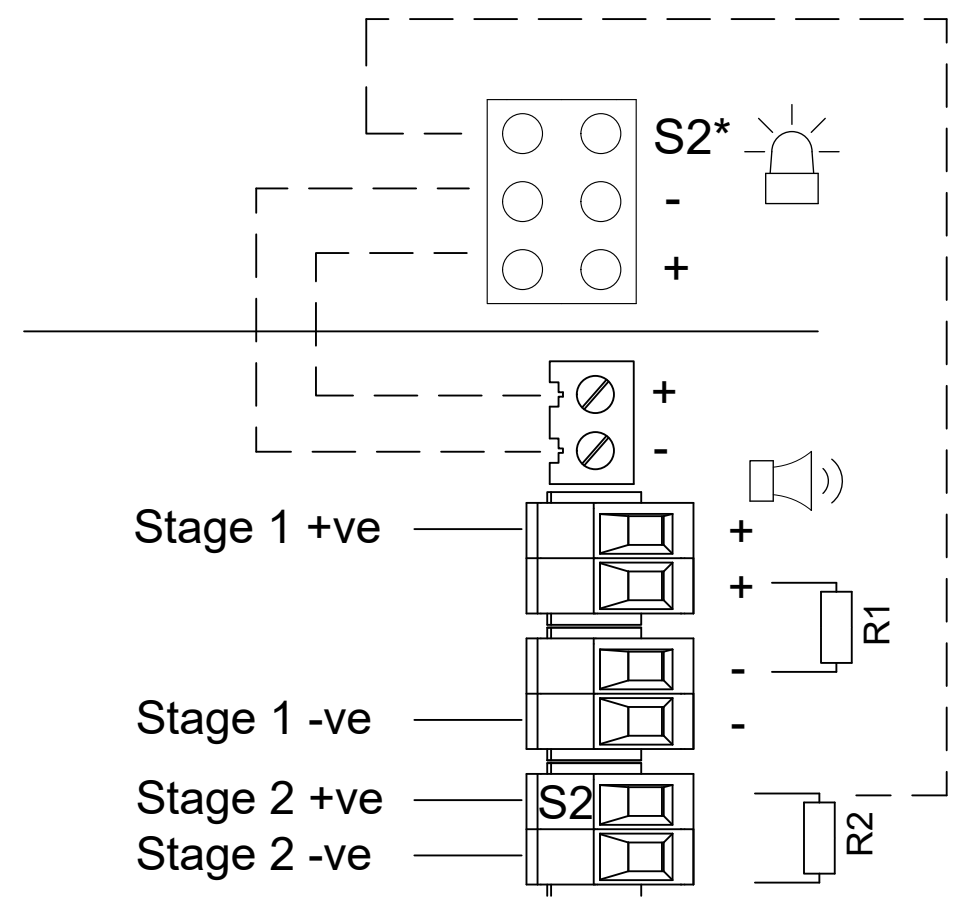 S2*
-
+
+
-
Stage 1 +ve
+
+
R1
-
Stage 1 -ve
-
Stage 2 +ve
S2
R2
Stage 2 -ve